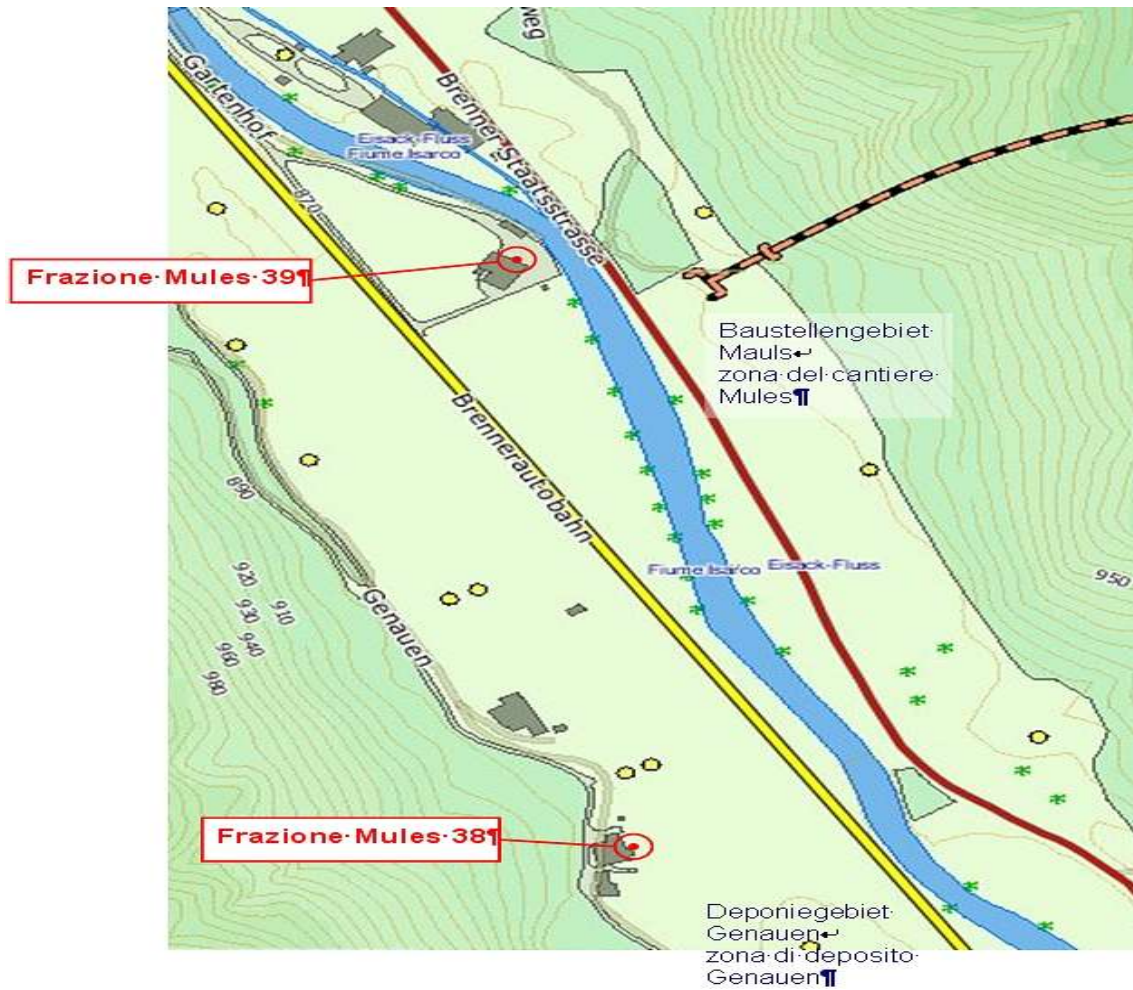 weg
Gartenhof
Brenner Staatsstrasse
Eisack-Fluss
Fiume Isarco
870
Frazione·Mules·39¶
Baustellengebiet·
Mauls↵
zona·del·cantiere·
Mules¶
Brennerautobahn
890
Fiume Isarco Eisack-Fluss
950
920
910
930
940
960
980
Genauen
Frazione·Mules·38¶
Deponiegebiet·
Genauen↵
zona·di·deposito·
Genauen¶